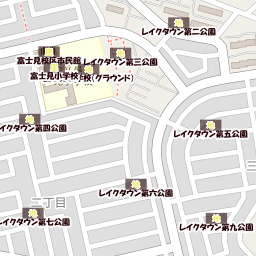 レイクタウン第二公園
富士見校区市民館
レイクタウン第三公園
富士見小学校
校(グラウンド)
レイクタウン第四公園
レイクタウン第五公園
レイクタウン第六公園
二丁目
三
レイクタウン第七公園
レイクタウン第九公園